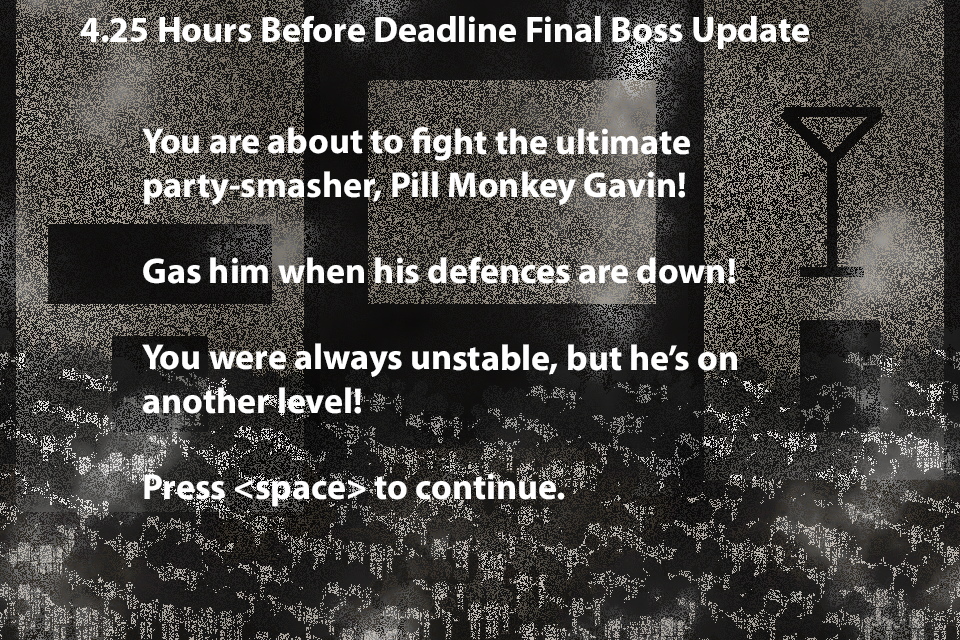 4.25 Hours Before Deadline Final Boss Update
You are about to fight the ultimate
party-smasher, Pill Monkey Gavin!
Gas him when his defences are down!
You were always unstable, but he’s on
another level!
Press <space> to continue.